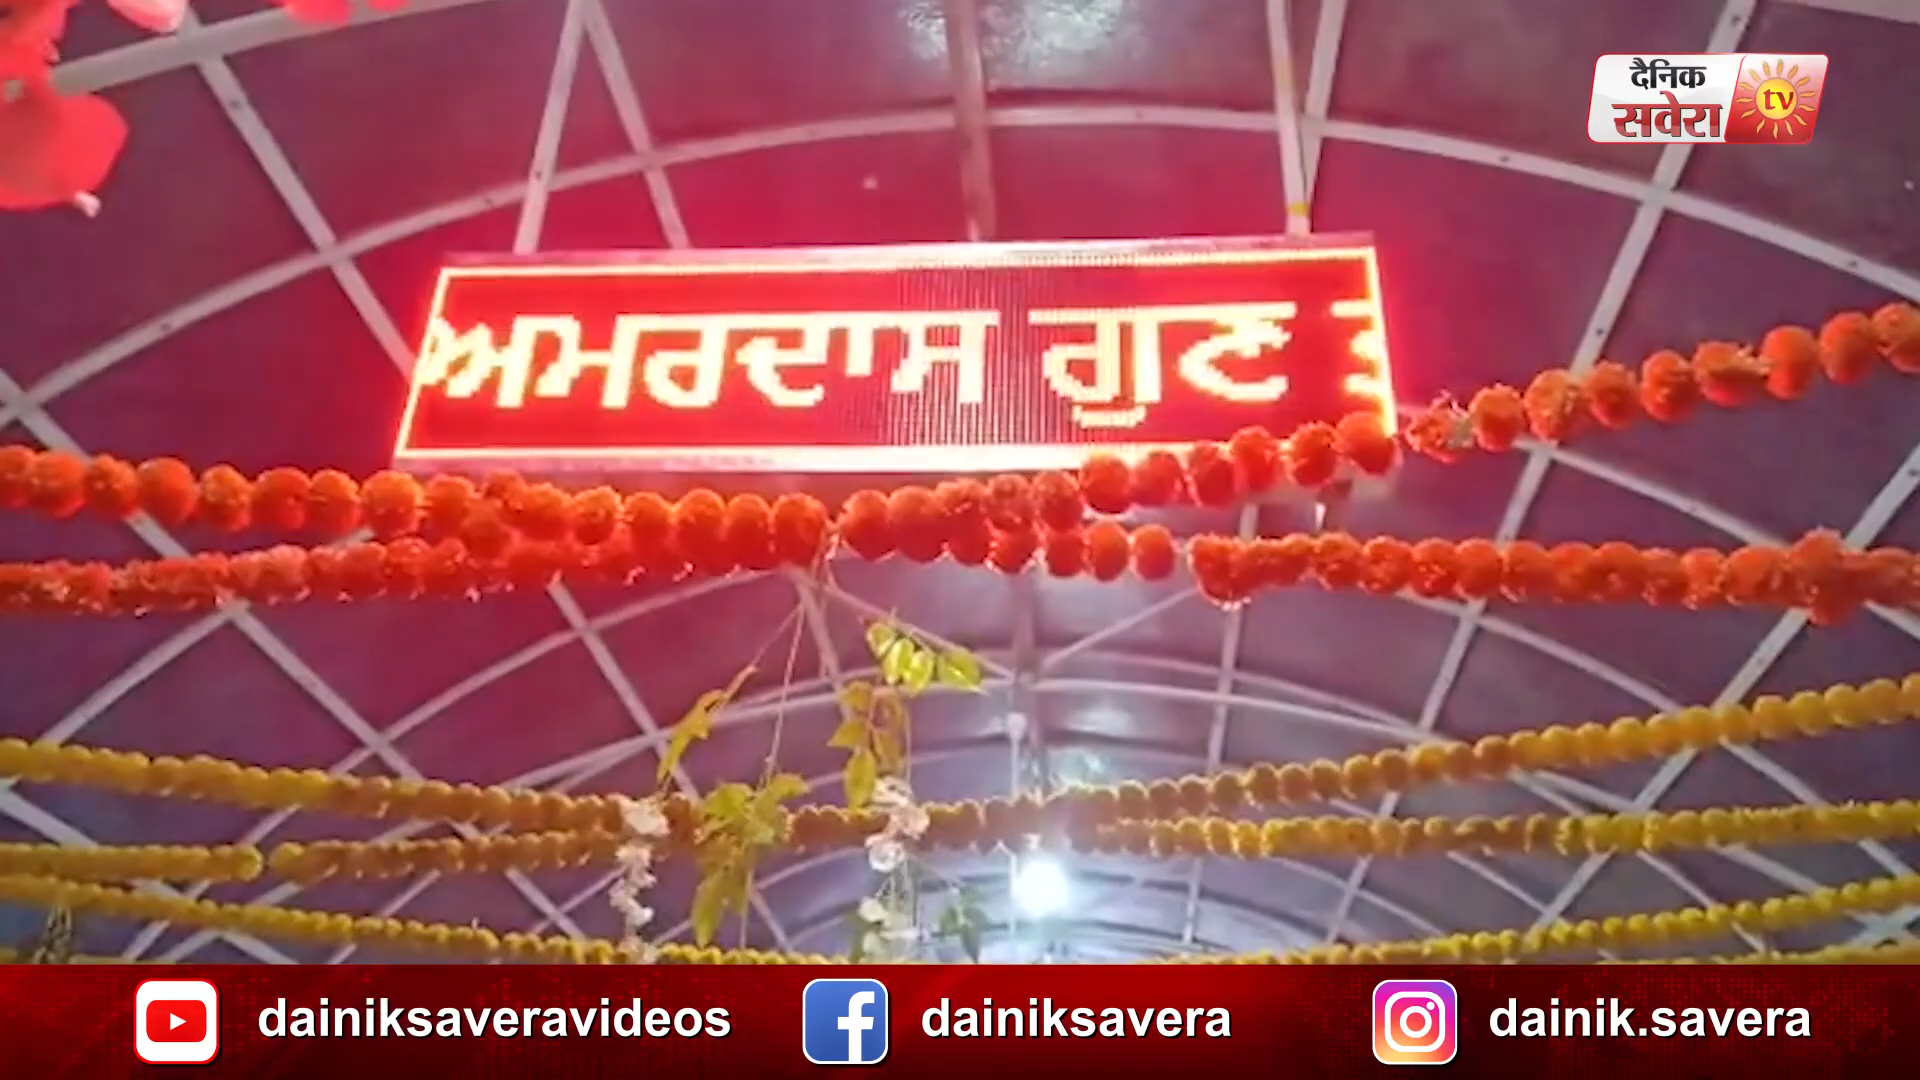 दैनिक
सवेरा tv
ਅਮਰਦਾਸ ਗੁਣ
dainiksaveravideos dainiksavera dainik.savera